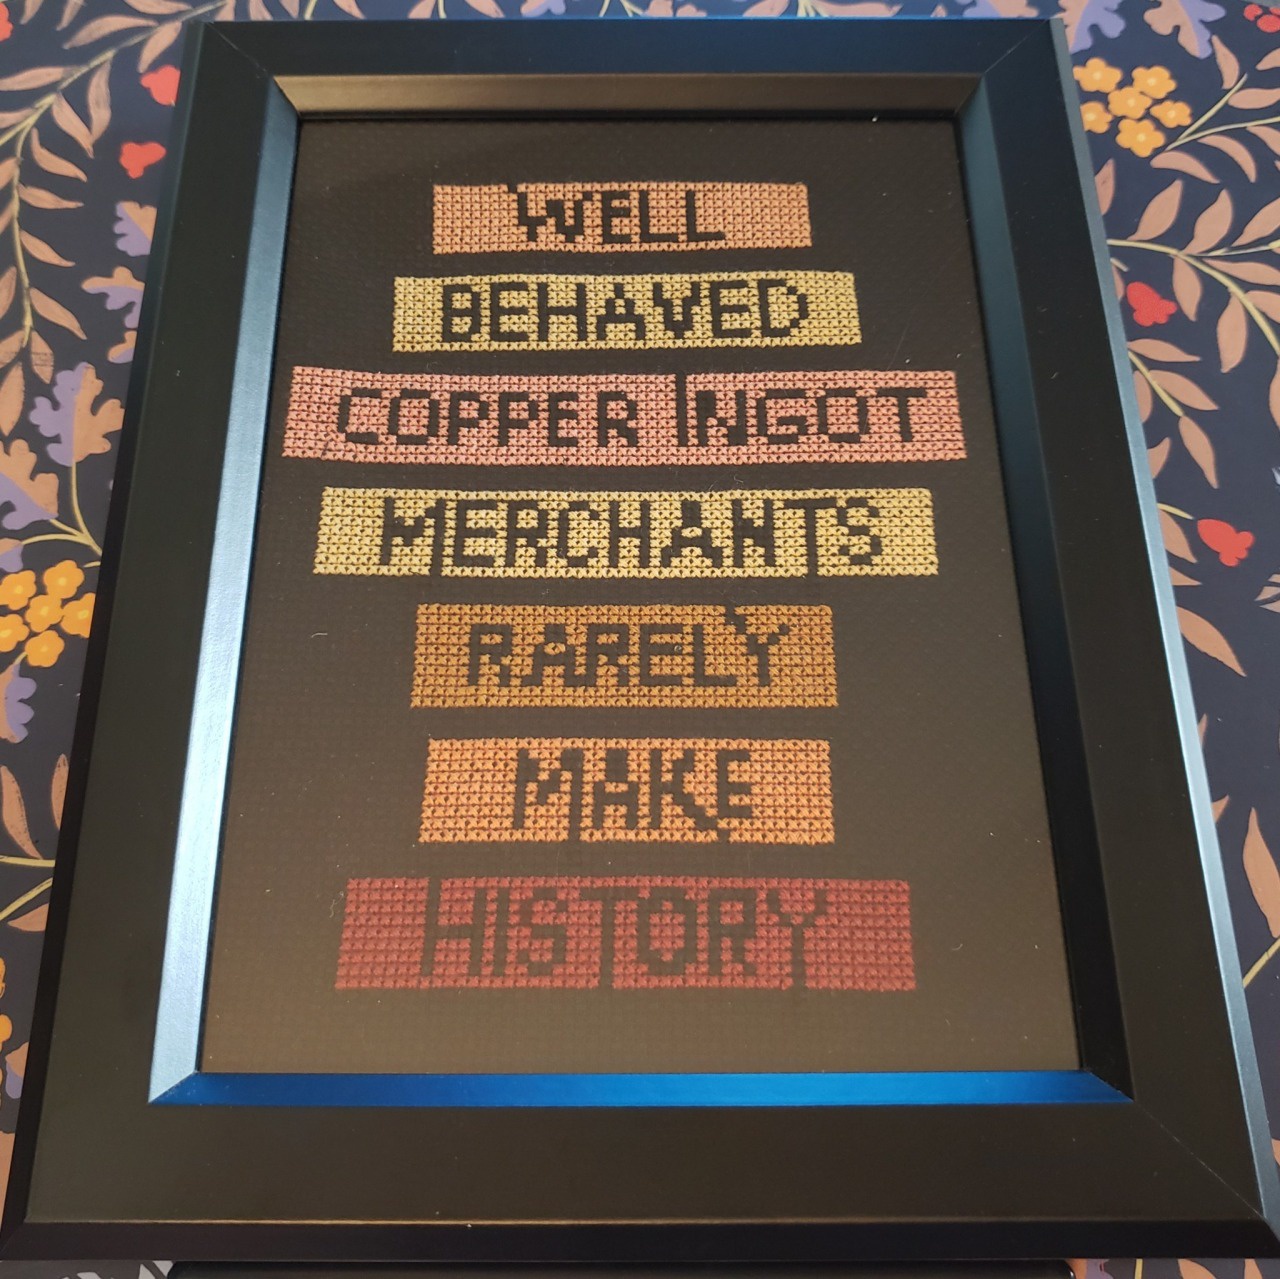 WELL
BEHAVED
COPPER INGOT
MERCHANTS
RARELY
MAKE
HISTORY